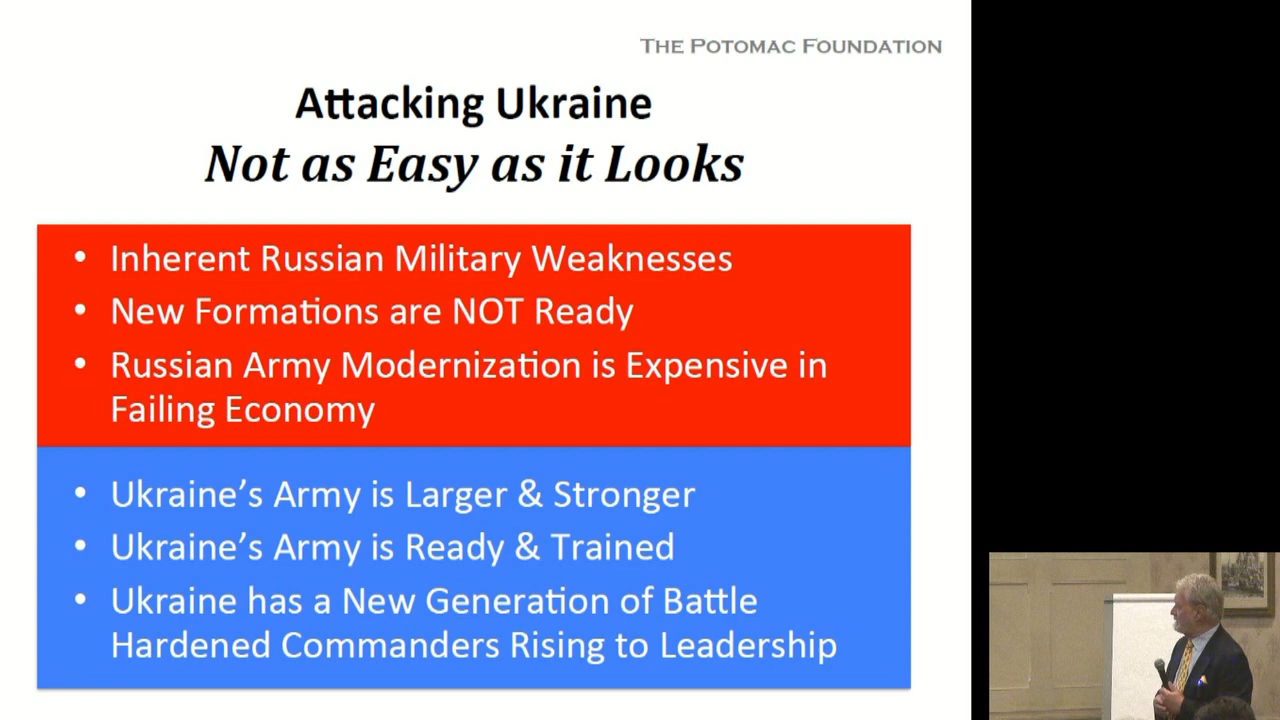 THE POTOMAC FOUNDATION
Attacking Ukraine
Not as Easy as it Looks
• Inherent Russian Military Weaknesses
• New Formations are NOT Ready
• Russian Army Modernization is Expensive in
Failing Economy
• Ukraine’s Army is Larger & Stronger
• Ukraine’s Army is Ready & Trained
• Ukraine has a New Generation of Battle
Hardened Commanders Rising to Leadership